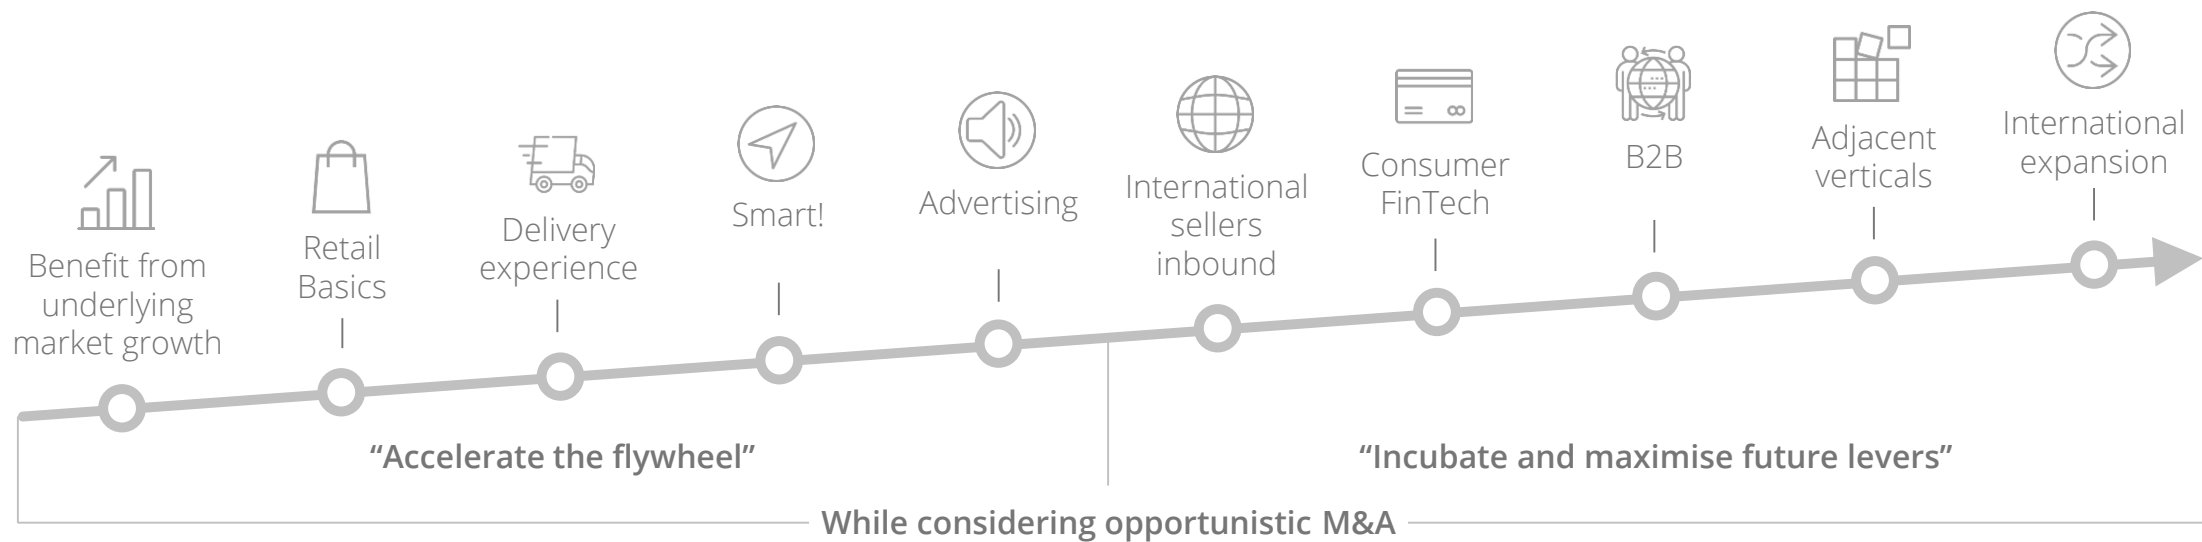 Benefit from
underlying
market growth
Retail
Basics
Delivery
experience
Smart!
Advertising
International
sellers
inbound
Consumer
FinTech
B2B
Adjacent
verticals
International
expansion
“Accelerate the flywheel”
“Incubate and maximise future levers”
While considering opportunistic M&A